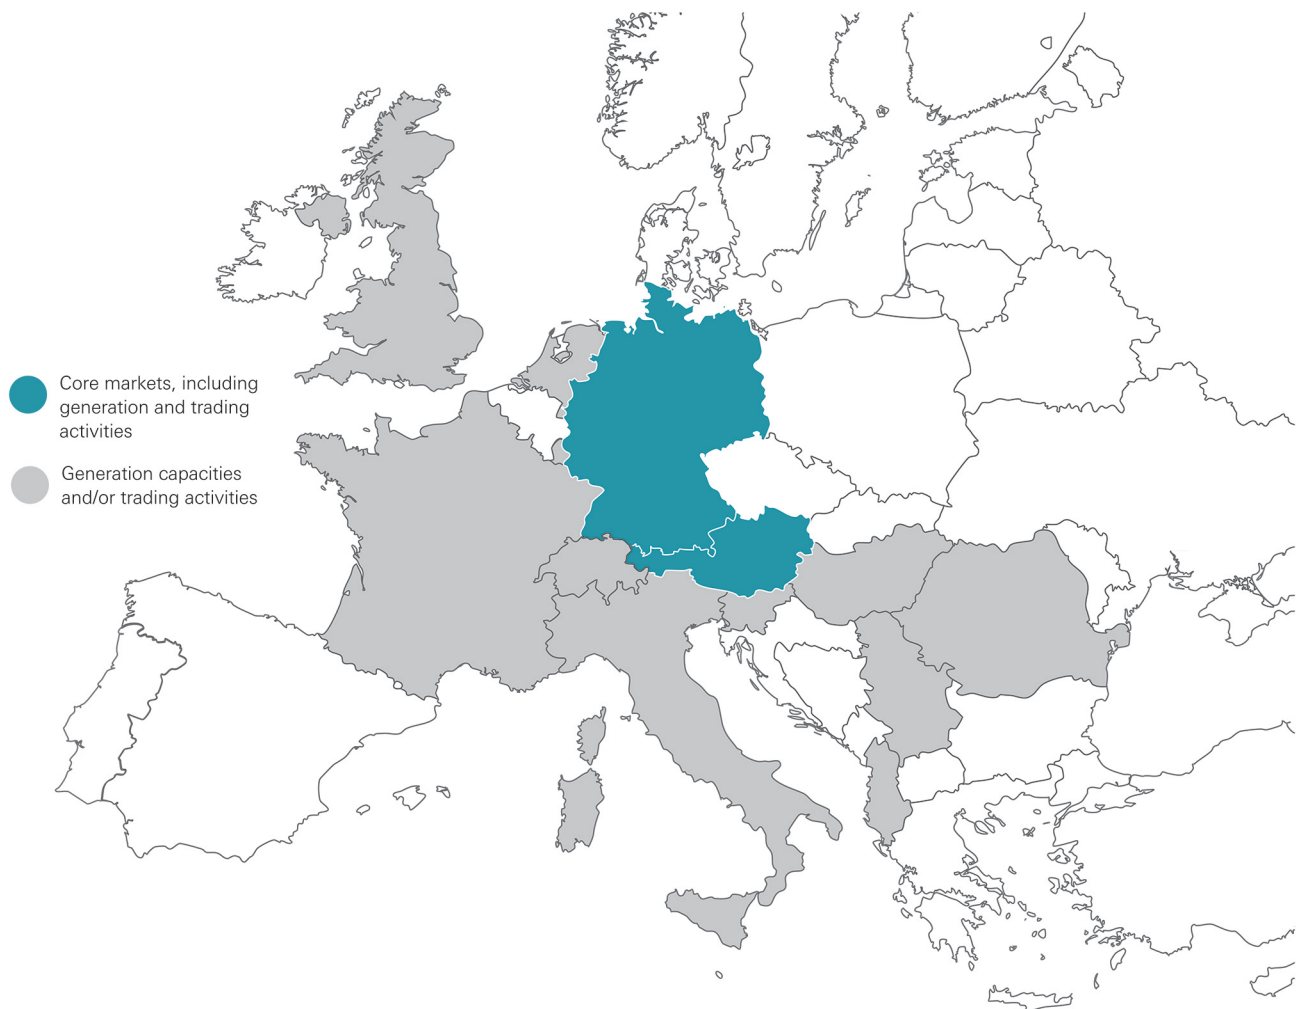 Core markets, including
generation and trading
activities
Generation capacities
and/or trading activities